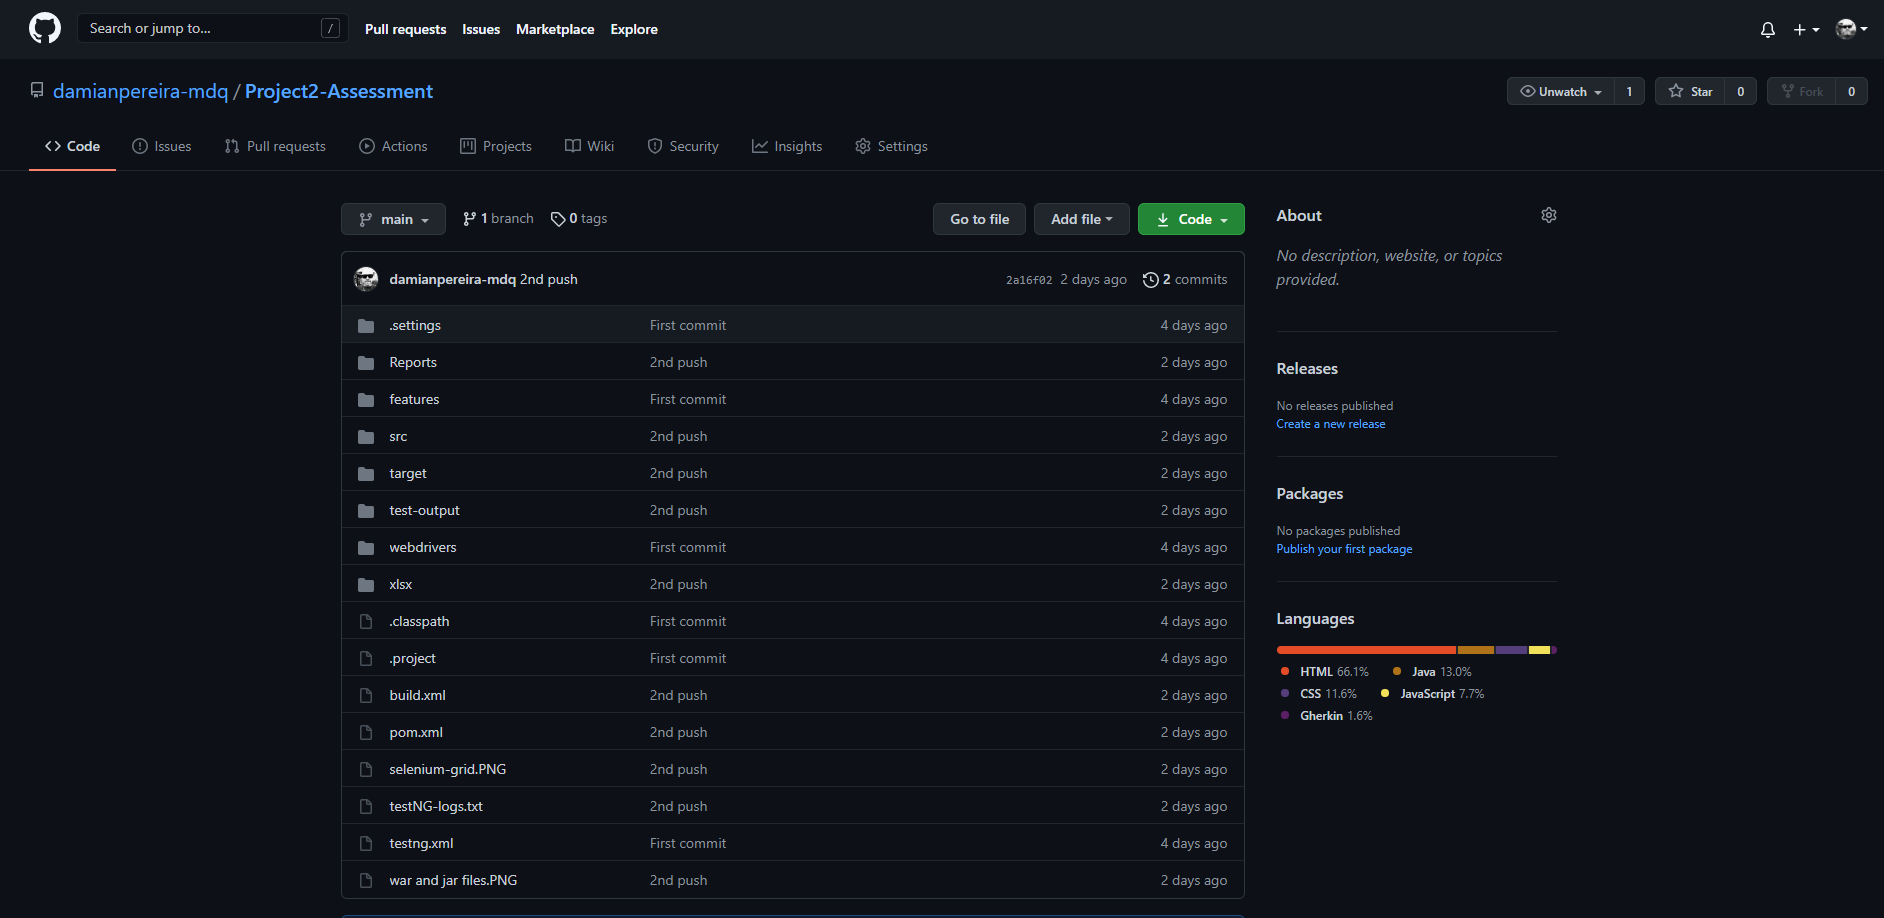 Search or jump to... /
Pull requests Issues Marketplace Explore
damianpereira-mdq / Project2-Assessment
Unwatch 1 Star 0 Fork 0
Code Issues Pull requests Actions Projects Wiki Security Insights Settings
main 1 branch 0 tags
Go to file Add file Code
damianpereira-mdq 2nd push 2a16f02 2 days ago 2 commits
.settings First commit 4 days ago
Reports 2nd push 2 days ago
features First commit 4 days ago
src 2nd push 2 days ago
target 2nd push 2 days ago
test-output 2nd push 2 days ago
webdrivers First commit 4 days ago
xlsx 2nd push 2 days ago
.classpath First commit 4 days ago
.project First commit 4 days ago
build.xml 2nd push 2 days ago
pom.xml 2nd push 2 days ago
selenium-grid.PNG 2nd push 2 days ago
testNG-logs.txt 2nd push 2 days ago
testng.xml First commit 4 days ago
war and jar files.PNG 2nd push 2 days ago
About
No description, website, or topics
provided.
Releases
No releases published
Create a new release
Packages
No packages published
Publish your first package
Languages
HTML 66.1% Java 13.0%
CSS 11.6% JavaScript 7.7%
Gherkin 1.6%